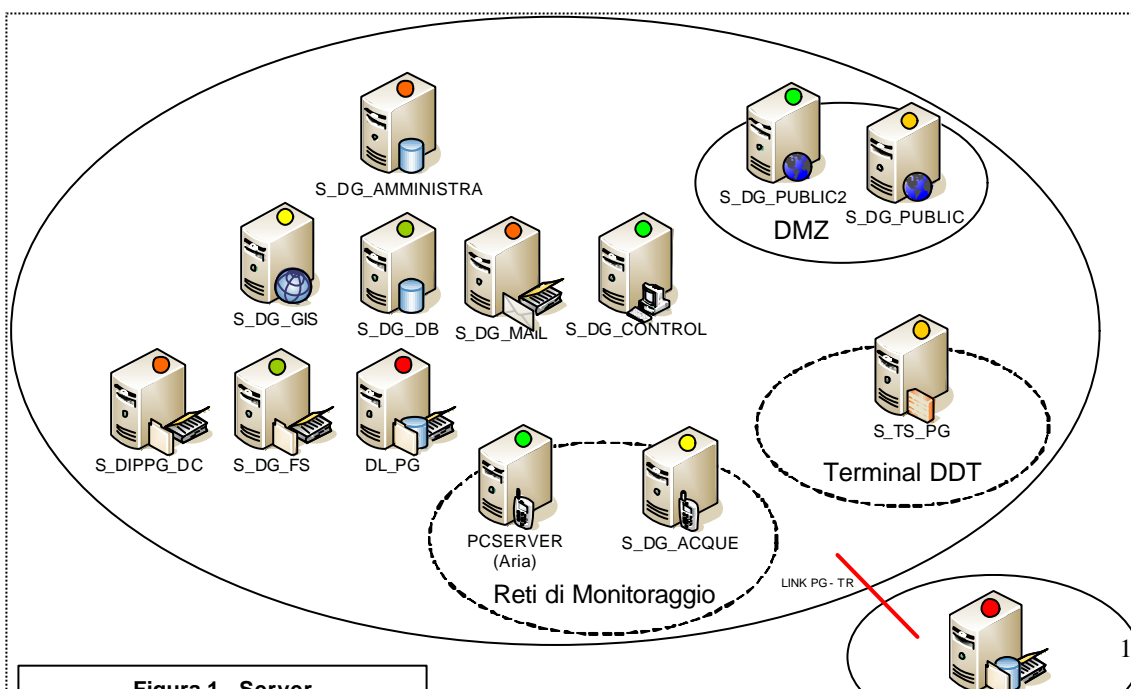 S_DG_AMMINISTRA
S_DG_PUBLIC2
S_DG_PUBLIC
DMZ
S_DG_GIS
S_DG_DB
S_DG_MAIL
S_DG_CONTROL
S_DIPPG_DC
S_DG_FS
DL_PG
S_TS_PG
Terminal DDT
PCSERVER
(Aria)
S_DG_ACQUE
Reti di Monitoraggio
LINK PG - TR
1
Figura 1 - Server